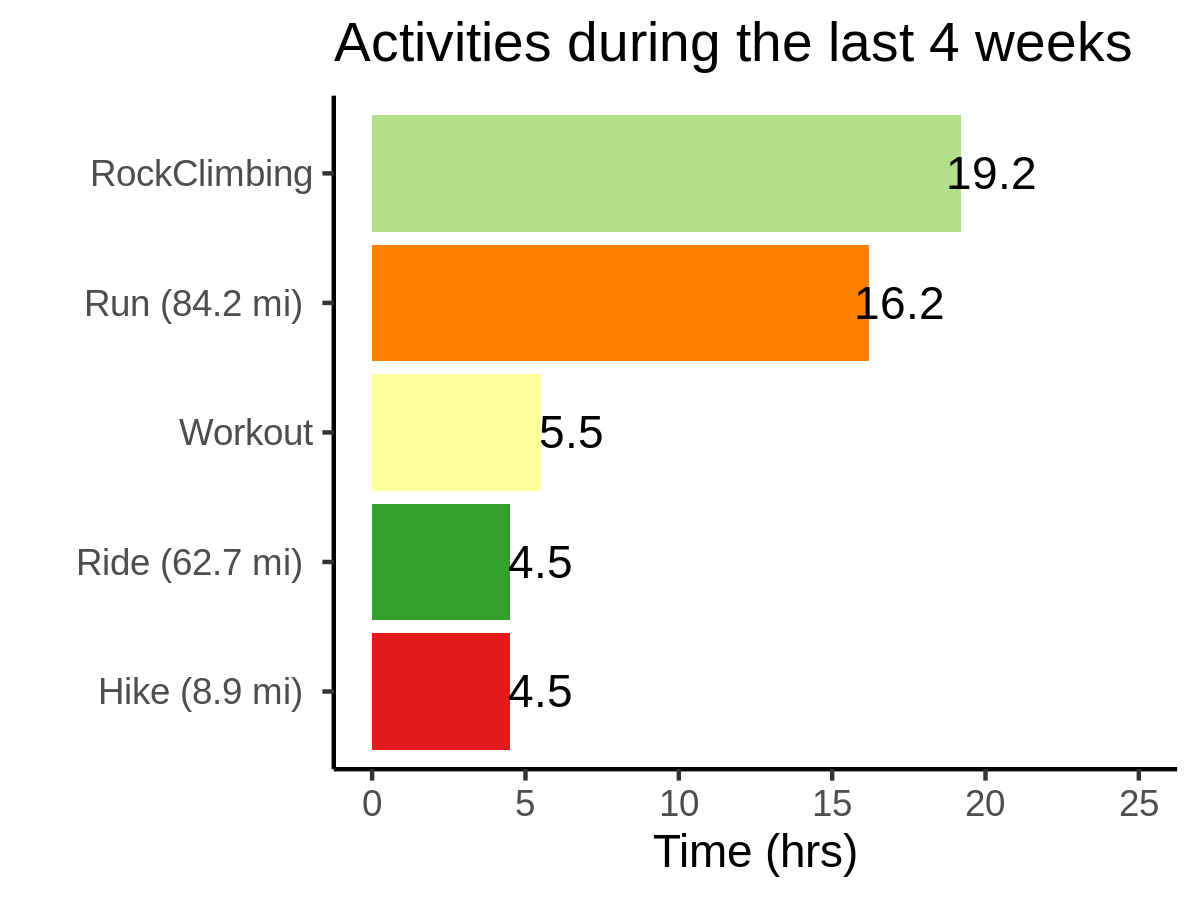 Activities during the last 4 weeks
RockClimbing
19.2
Run (84.2 mi)
16.2
Workout
5.5
Ride (62.7 mi)
4.5
Hike (8.9 mi)
4.5
0 5 10 15 20 25
Time (hrs)